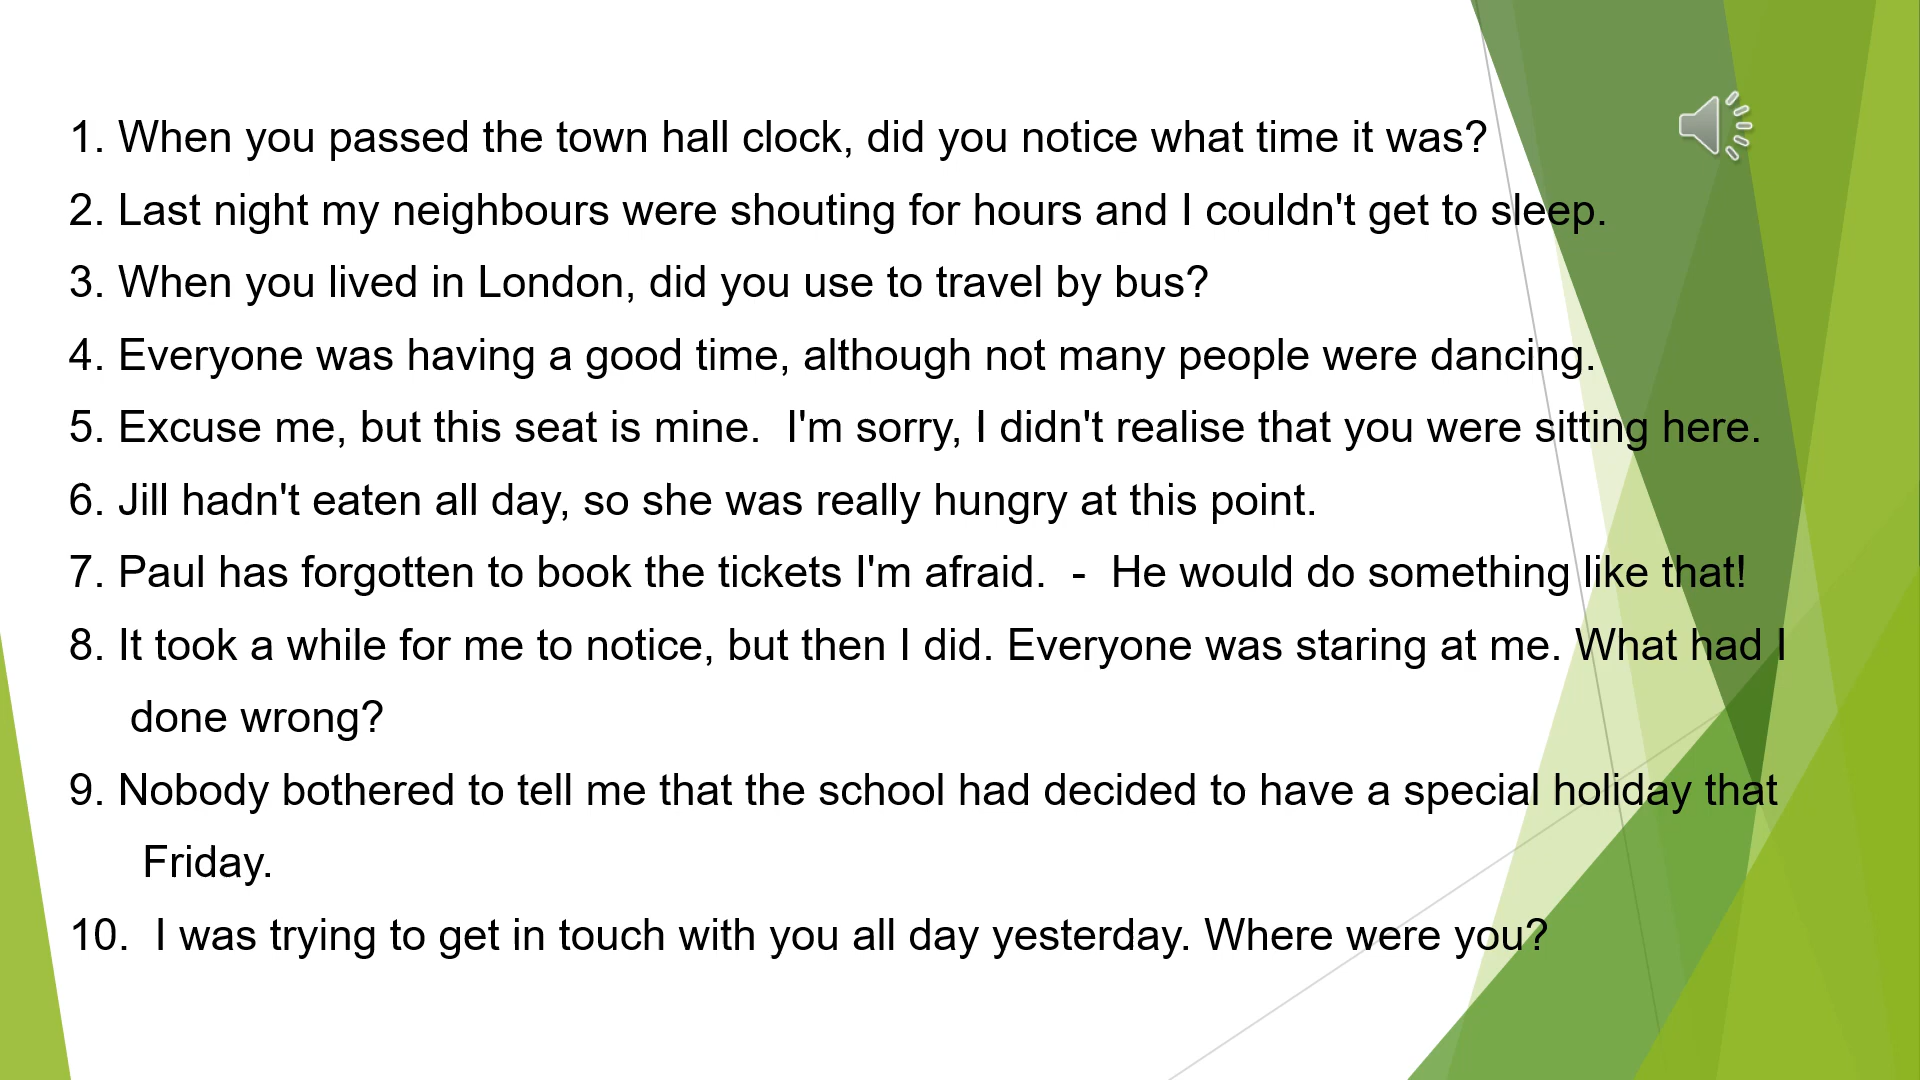 1. When you passed the town hall clock, did you notice what time it was?
2. Last night my neighbours were shouting for hours and I couldn't get to sleep.
3. When you lived in London, did you use to travel by bus?
4. Everyone was having a good time, although not many people were dancing.
5. Excuse me, but this seat is mine.  I'm sorry, I didn't realise that you were sitting here.
6. Jill hadn't eaten all day, so she was really hungry at this point.
7. Paul has forgotten to book the tickets I'm afraid.  -  He would do something like that!
8. It took a while for me to notice, but then I did. Everyone was staring at me. What had I
done wrong?
9. Nobody bothered to tell me that the school had decided to have a special holiday that
Friday.
10.  I was trying to get in touch with you all day yesterday. Where were you?